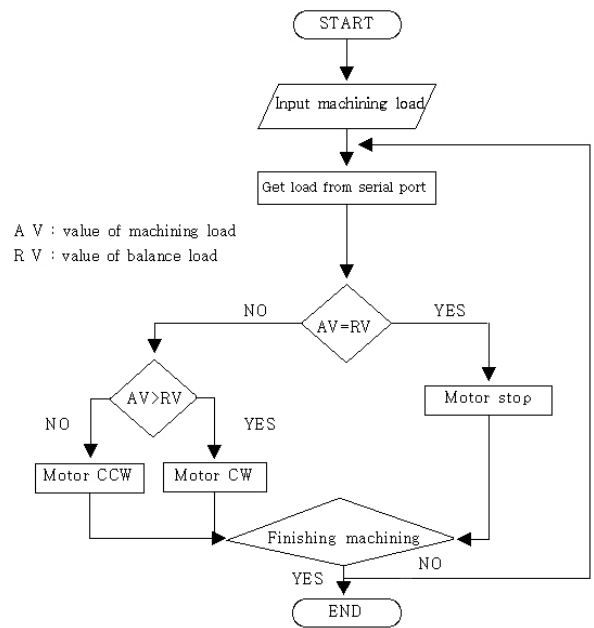 START
Input machining load
Get load from serial port
A V : value of machining load
R V : value of balance load
NO
YES
AV=RV
AV>RV
Motor stop
NO
YES
Motor CCW
Motor CW
Finishing machining
NO
YES
END